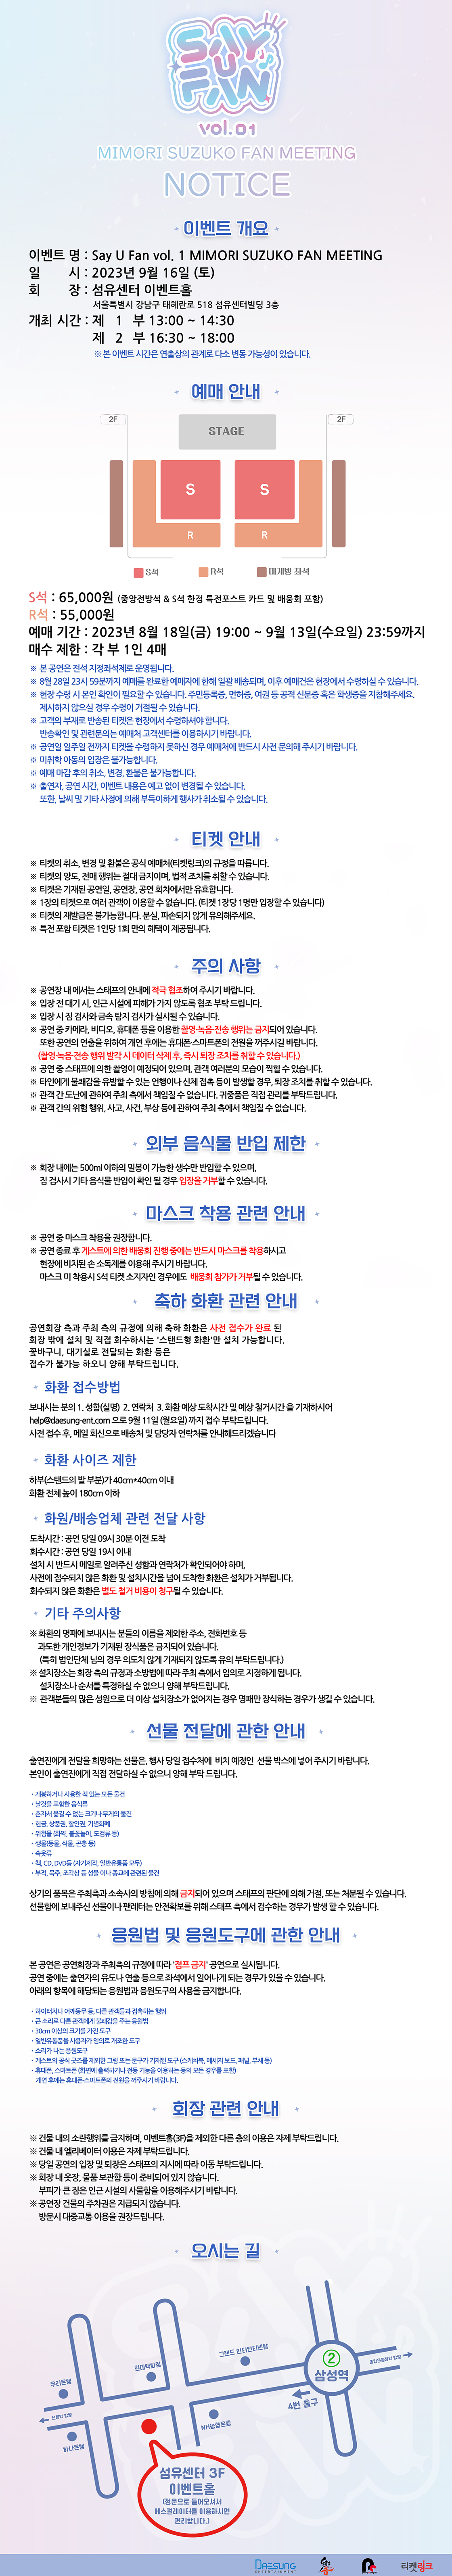 SAY
U
FAN
vol.01
MIMORI SUZUKO FAN MEETING
NOTICE
이벤트 개요
이벤트 명 : Say U Fan vol. 1 MIMORI SUZUKO FAN MEETING
일 시 : 2023년 9월 16일 (토)
회 장 : 섬유센터 이벤트홀
서울특별시 강남구 테헤란로 518 섬유센터빌딩 3층
개최 시간 : 제 1 부 13:00 ~ 14:30
제 2 부 16:30 ~ 18:00
※ 본 이벤트 시간은 연출상의 관계로 다소 변동 가능성이 있습니다.
예매 안내
2F
STAGE
2F
S
S
R
R
S석
R석
미개방 좌석
S석 : 65,000원 (중앙전방석 & S석 한정 특전포스트 카드 및 배웅회 포함)
R석 : 55,000원
예매 기간 : 2023년 8월 18일(금) 19:00 ~ 9월 13일(수요일) 23:59까지
매수 제한 : 각 부 1인 4매
※ 본 공연은 전석 지정좌석제로 운영됩니다.
※ 8월 28일 23시 59분까지 예매를 완료한 예매자에 한해 일괄 배송되며, 이후 예매건은 현장에서 수령하실 수 있습니다.
※ 현장 수령 시 본인 확인이 필요할 수 있습니다. 주민등록증, 면허증, 여권 등 공적 신분증 혹은 학생증을 지참해주세요.
제시하지 않으실 경우 수령이 거절될 수 있습니다.
※ 고객의 부재로 반송된 티켓은 현장에서 수령하셔야 합니다.
반송확인 및 관련문의는 예매처 고객센터를 이용하시기 바랍니다.
※ 공연일 일주일 전까지 티켓을 수령하지 못하신 경우 예매처에 반드시 사전 문의해 주시기 바랍니다.
※ 미취학 아동의 입장은 불가능합니다.
※ 예매 마감 후의 취소, 변경, 환불은 불가능합니다.
※ 출연자, 공연 시간, 이벤트 내용은 예고 없이 변경될 수 있습니다.
또한, 날씨 및 기타 사정에 의해 부득이하게 행사가 취소될 수 있습니다.
티켓 안내
※ 티켓의 취소, 변경 및 환불은 공식 예매처(티켓링크)의 규정을 따릅니다.
※ 티켓의 양도, 전매 행위는 절대 금지이며, 법적 조치를 취할 수 있습니다.
※ 티켓은 기재된 공연일, 공연장, 공연 회차에서만 유효합니다.
※ 1장의 티켓으로 여러 관객이 이용할 수 없습니다. (티켓 1장당 1명만 입장할 수 있습니다)
※ 티켓의 재발급은 불가능합니다. 분실, 파손되지 않게 유의해주세요.
※ 특전 포함 티켓은 1인당 1회 만의 혜택이 제공됩니다.
주의 사항
※ 공연장 내 에서는 스태프의 안내에 적극 협조하여 주시기 바랍니다.
※ 입장 전 대기 시, 인근 시설에 피해가 가지 않도록 협조 부탁 드립니다.
※ 입장 시 짐 검사와 금속 탐지 검사가 실시될 수 있습니다.
※ 공연 중 카메라, 비디오, 휴대폰 등을 이용한 촬영·녹음·전송 행위는 금지되어 있습니다.
또한 공연의 연출을 위하여 개연 후에는 휴대폰·스마트폰의 전원을 꺼주시길 바랍니다.
(촬영·녹음·전송 행위 발각 시 데이터 삭제 후, 즉시 퇴장 조치를 취할 수 있습니다.)
※ 공연 중 스태프에 의한 촬영이 예정되어 있으며, 관객 여러분의 모습이 찍힐 수 있습니다.
※ 타인에게 불쾌감을 유발할 수 있는 언행이나 신체 접촉 등이 발생할 경우, 퇴장 조치를 취할 수 있습니다.
※ 관객 간 도난에 관하여 주최 측에서 책임질 수 없습니다. 귀중품은 직접 관리를 부탁드립니다.
※ 관객 간의 위험 행위, 사고, 사건, 부상 등에 관하여 주최 측에서 책임질 수 없습니다.
외부 음식물 반입 제한
※ 회장 내에는 500ml 이하의 밀봉이 가능한 생수만 반입할 수 있으며,
짐 검사시 기타 음식물 반입이 확인 될 경우 입장을 거부할 수 있습니다.
마스크 착용 관련 안내
※ 공연 중 마스크 착용을 권장합니다.
※ 공연 종료 후 게스트에 의한 배웅회 진행 중에는 반드시 마스크를 착용하시고
현장에 비치된 손 소독제를 이용해 주시기 바랍니다.
마스크 미 착용시 S석 티켓 소지자인 경우에도 배웅회 참가가 거부될 수 있습니다.
축하 화환 관련 안내
공연회장 측과 주최 측의 규정에 의해 축하 화환은 사전 접수가 완료 된
회장 밖에 설치 및 직접 회수하시는 '스탠드형 화환'만 설치 가능합니다.
꽃바구니, 대기실로 전달되는 화환 등은
접수가 불가능 하오니 양해 부탁드립니다.
화환 접수방법
보내시는 분의 1. 성함(실명) 2. 연락처 3. 화환 예상 도착시간 및 예상 철거시간 을 기재하시어
help@daesung-ent.com 으로 9월 11일 (월요일) 까지 접수 부탁드립니다.
사전 접수 후, 메일 회신으로 배송처 및 담당자 연락처를 안내해드리겠습니다
화환 사이즈 제한
하부(스탠드의 발 부분)가 40cm*40cm 이내
화환 전체 높이 180cm 이하
화원/배송업체 관련 전달 사항
도착시간 : 공연 당일 09시 30분 이전 도착
회수시간 : 공연 당일 19시 이내
설치 시 반드시 메일로 알려주신 성함과 연락처가 확인되어야 하며,
사전에 접수되지 않은 화환 및 설치시간을 넘어 도착한 화환은 설치가 거부됩니다.
회수되지 않은 화환은 별도 철거 비용이 청구될 수 있습니다.
기타 주의사항
※ 화환의 명패에 보내시는 분들의 이름을 제외한 주소, 전화번호 등
과도한 개인정보가 기재된 장식품은 금지되어 있습니다.
(특히 법인단체 님의 경우 의도치 않게 기재되지 않도록 유의 부탁드립니다.)
※ 설치장소는 회장 측의 규정과 소방법에 따라 주최 측에서 임의로 지정하게 됩니다.
설치장소나 순서를 특정하실 수 없으니 양해 부탁드립니다.
※ 관객분들의 많은 성원으로 더 이상 설치장소가 없어지는 경우 명패만 장식하는 경우가 생길 수 있습니다.
선물 전달에 관한 안내
출연진에게 전달을 희망하는 선물은, 행사 당일 접수처에 비치 예정인 선물 박스에 넣어 주시기 바랍니다.
본인이 출연진에게 직접 전달하실 수 없으니 양해 부탁 드립니다.
· 개봉하거나 사용한 적 있는 모든 물건
· 날것을 포함한 음식류
· 혼자서 옮길 수 없는 크기나 무게의 물건
· 현금, 상품권, 할인권, 기념화폐
· 위험물 (화약, 불꽃놀이, 도검류 등)
· 생물(동물, 식물, 곤충 등)
· 속옷류
· 책, CD, DVD등 (자기제작, 일반유통품 모두)
· 부적, 묵주, 조각상 등 섬물 이나 종교에 관련된 물건
상기의 품목은 주최측과 소속사의 방침에 의해 금지되어 있으며 스태프의 판단에 의해 거절, 또는 처분될 수 있습니다.
선물함에 보내주신 선물이나 팬레터는 안전확보를 위해 스태프 측에서 검수하는 경우가 발생 할 수 있습니다.
응원법 및 응원도구에 관한 안내
본 공연은 공연회장과 주최측의 규정에 따라 '점프 금지' 공연으로 실시됩니다.
공연 중에는 출연자의 유도나 연출 등으로 좌석에서 일어나게 되는 경우가 있을 수 있습니다.
아래의 항목에 해당되는 응원법과 응원도구의 사용을 금지합니다.
· 하이터치나 어깨동무 등, 다른 관객들과 접촉하는 행위
· 큰 소리로 다른 관객에게 불쾌감을 주는 응원법
· 30cm 이상의 크기를 가진 도구
· 일반유통품을 사용자가 임의로 개조한 도구
· 소리가 나는 응원도구
· 게스트의 공식 굿즈를 제외한 그림 또는 문구가 기재된 도구 (스케치북, 메세지 보드, 패널, 부채 등)
· 휴대폰, 스마트폰 (화면에 출력하거나 전등 기능을 이용하는 등의 모든 경우를 포함)
개연 후에는 휴대폰·스마트폰의 전원을 꺼주시기 바랍니다.
회장 관련 안내
※ 건물 내의 소란행위를 금지하며, 이벤트홀(3F)을 제외한 다른 층의 이용은 자제 부탁드립니다.
※ 건물 내 엘리베이터 이용은 자제 부탁드립니다.
※ 당일 공연의 입장 및 퇴장은 스태프의 지시에 따라 이동 부탁드립니다.
※ 회장 내 옷장, 물품 보관함 등이 준비되어 있지 않습니다.
부피가 큰 짐은 인근 시설의 사물함을 이용해주시기 바랍니다.
※ 공연장 건물의 주차권은 지급되지 않습니다.
방문시 대중교통 이용을 권장드립니다.
오시는 길
그랜드 인터컨티넨탈
현대백화점
우리은행
2
삼성역
종합운동장역 방향
4번 출구
선릉역 방향
NH농협은행
하나은행
섬유센터 3F
이벤트홀
(정문으로 들어오셔서
에스컬레이터를 이용하시면
편리합니다.)
DAESUNG
ENTERTAINMENT
티켓링크